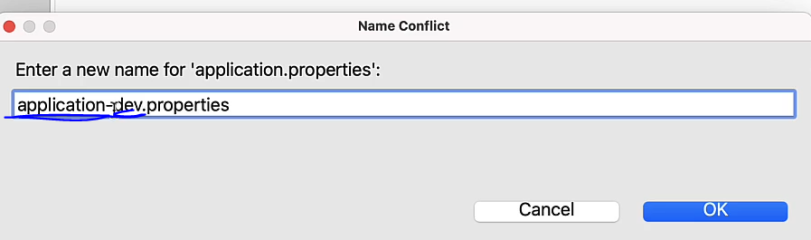 Name Conflict
Enter a new name for 'application.properties':
application-dev.properties
Cancel
OK